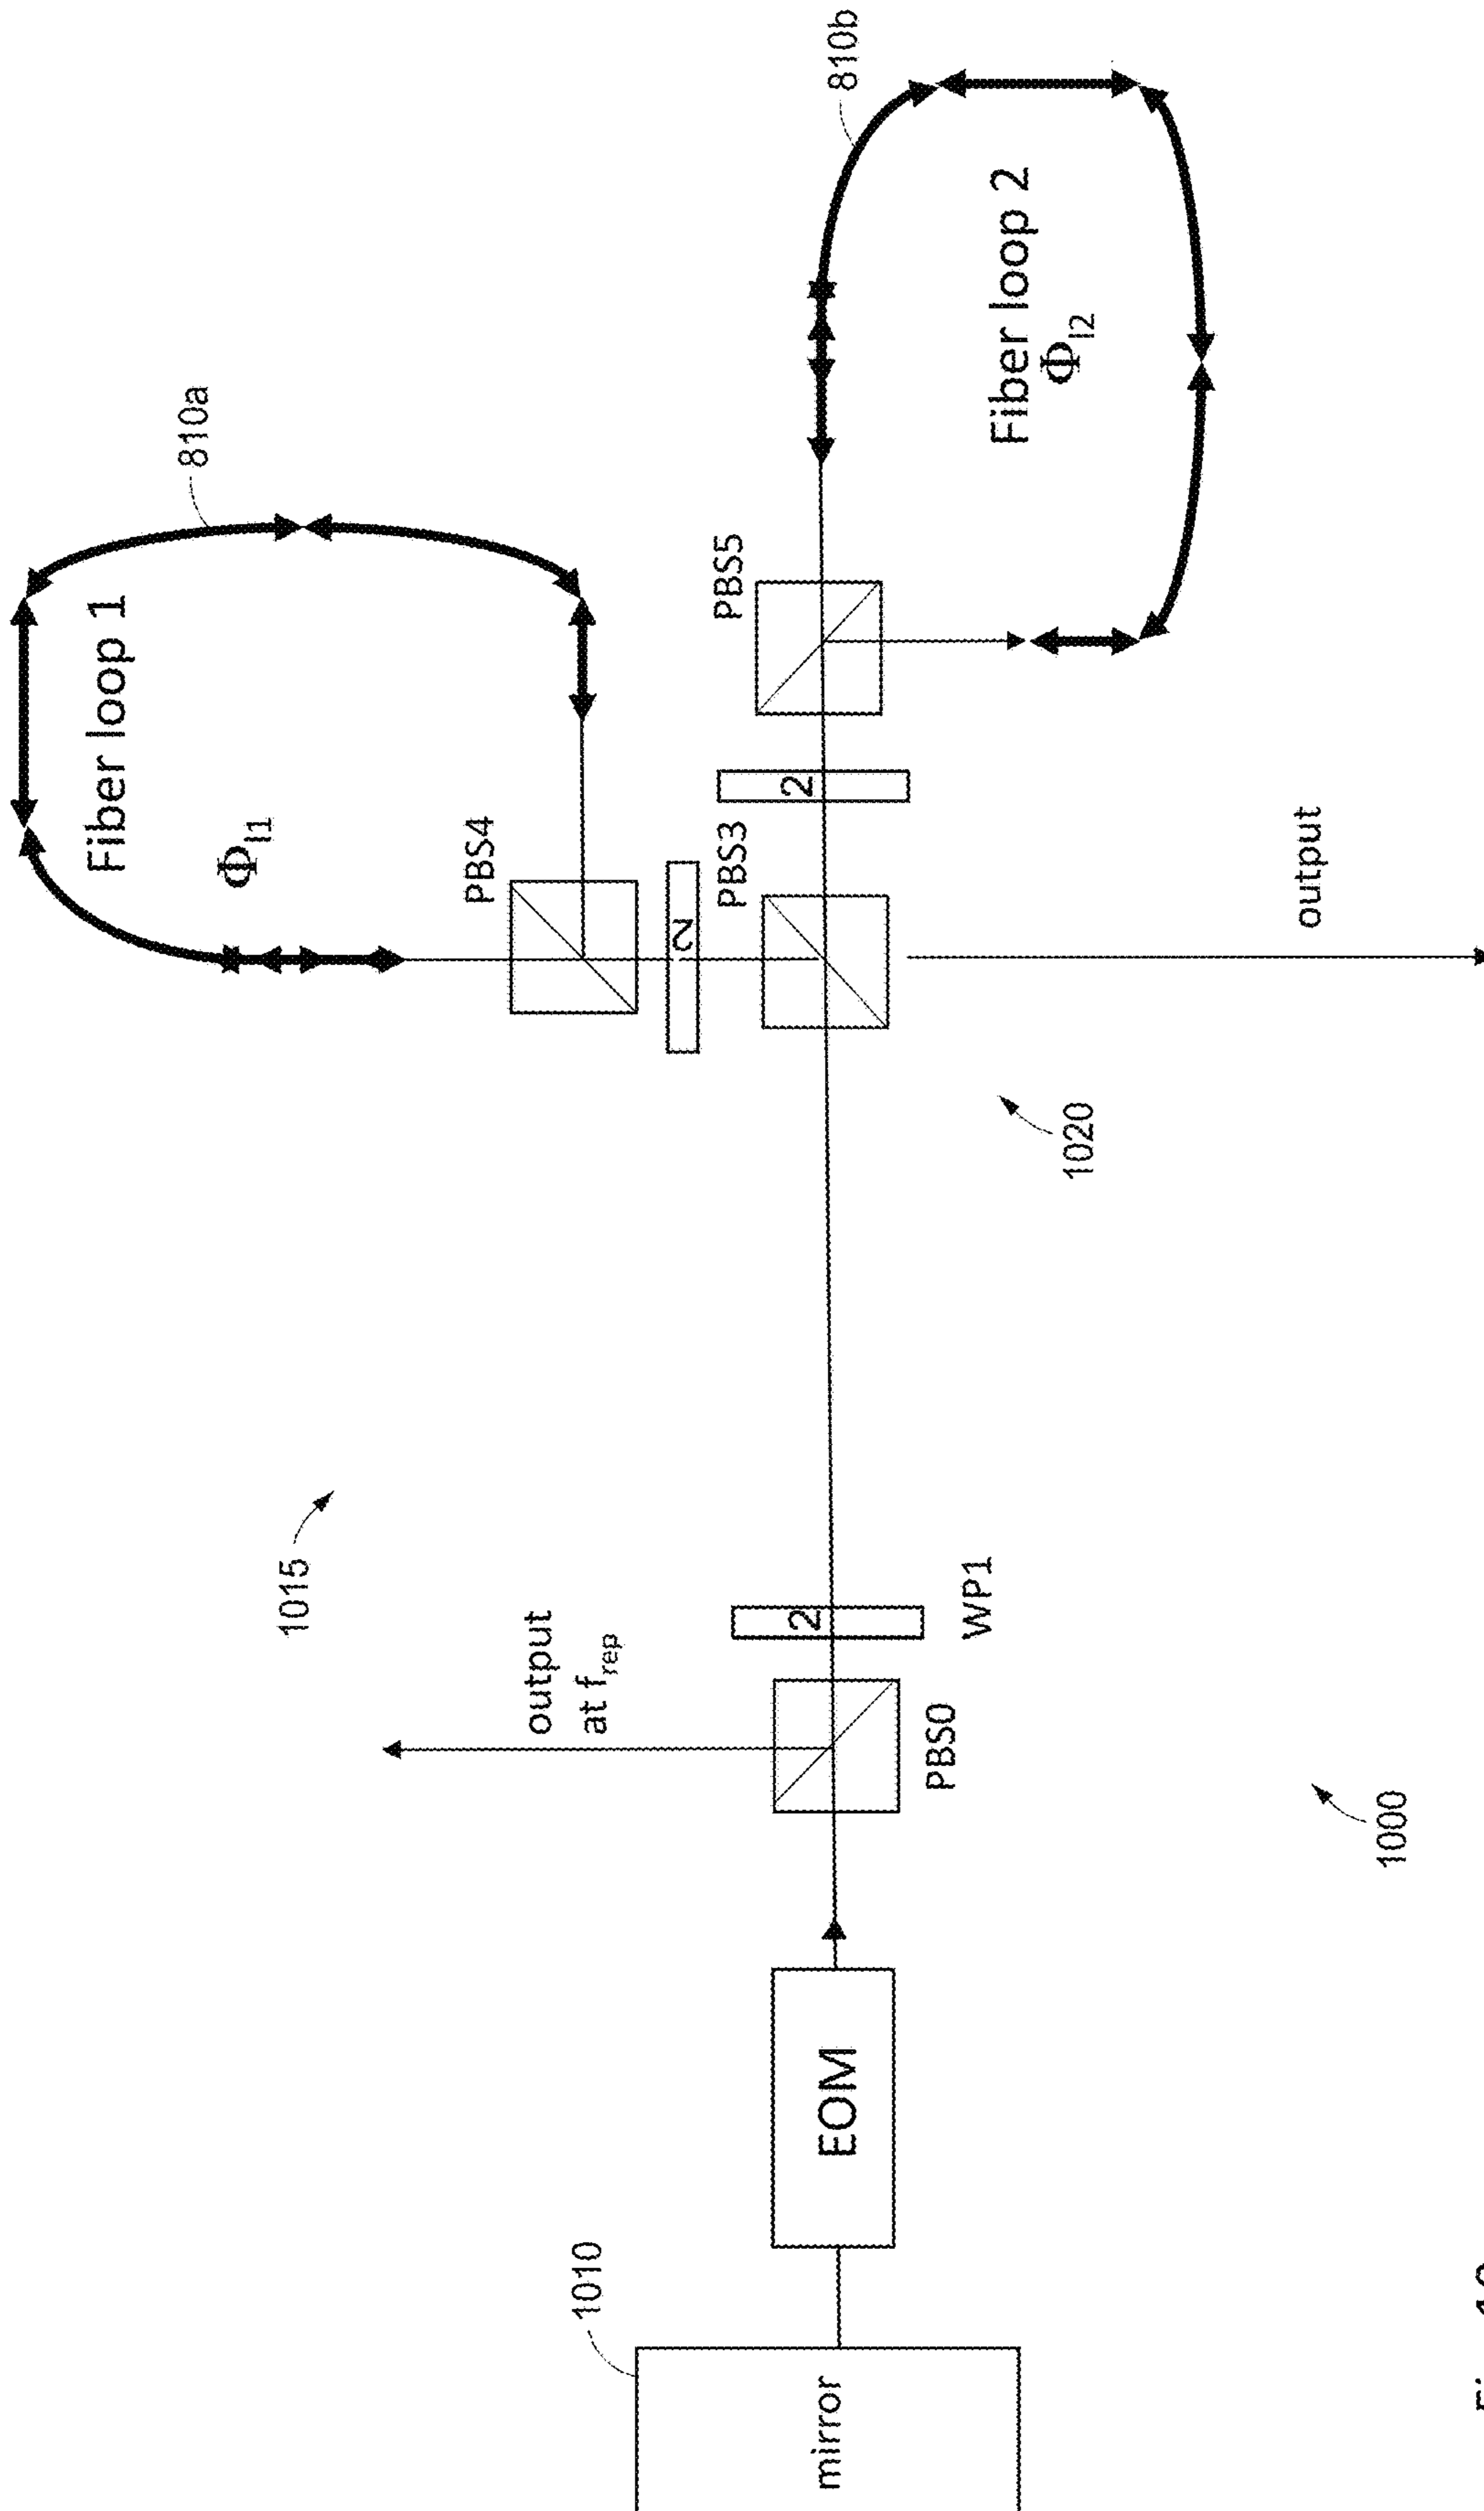 810a
810b
Fiber loop 1
Φl1
Fiber loop 2
Φl2
PBS4
PBS5
2
2
PBS3
output
1015
1020
output
at frep
2
WP1
PBS0
1000
EOM
1010
mirror